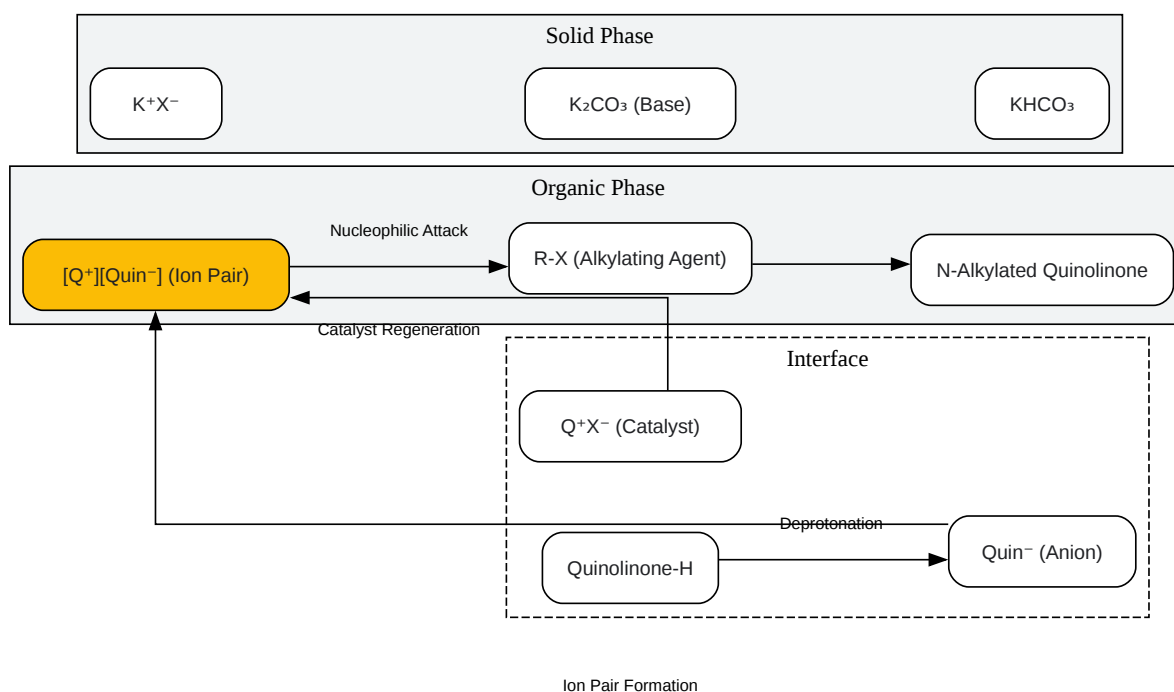 Solid Phase
K⁺X⁻
K₂CO₃ (Base)
KHCO₃
Organic Phase
Nucleophilic Attack
[Q⁺][Quin⁻] (Ion Pair)
R-X (Alkylating Agent)
N-Alkylated Quinolinone
Catalyst Regeneration
Interface
Q⁺X⁻ (Catalyst)
Deprotonation
Quinolinone-H
Quin⁻ (Anion)
Ion Pair Formation